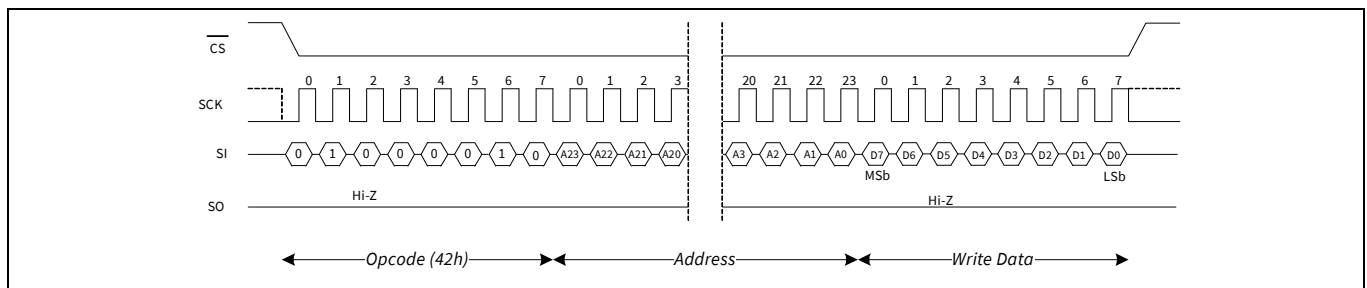 CS
0 1 2 3 4 5 6 7 0 1 2 3 20 21 22 23 0 1 2 3 4 5 6 7
SCK
SI 0 1 0 0 0 0 1 0 A23 A22 A21 A20 A3 A2 A1 A0 D7 D6 D5 D4 D3 D2 D1 D0
MSb LSb
Hi-Z Hi-Z
SO
Opcode (42h) Address Write Data